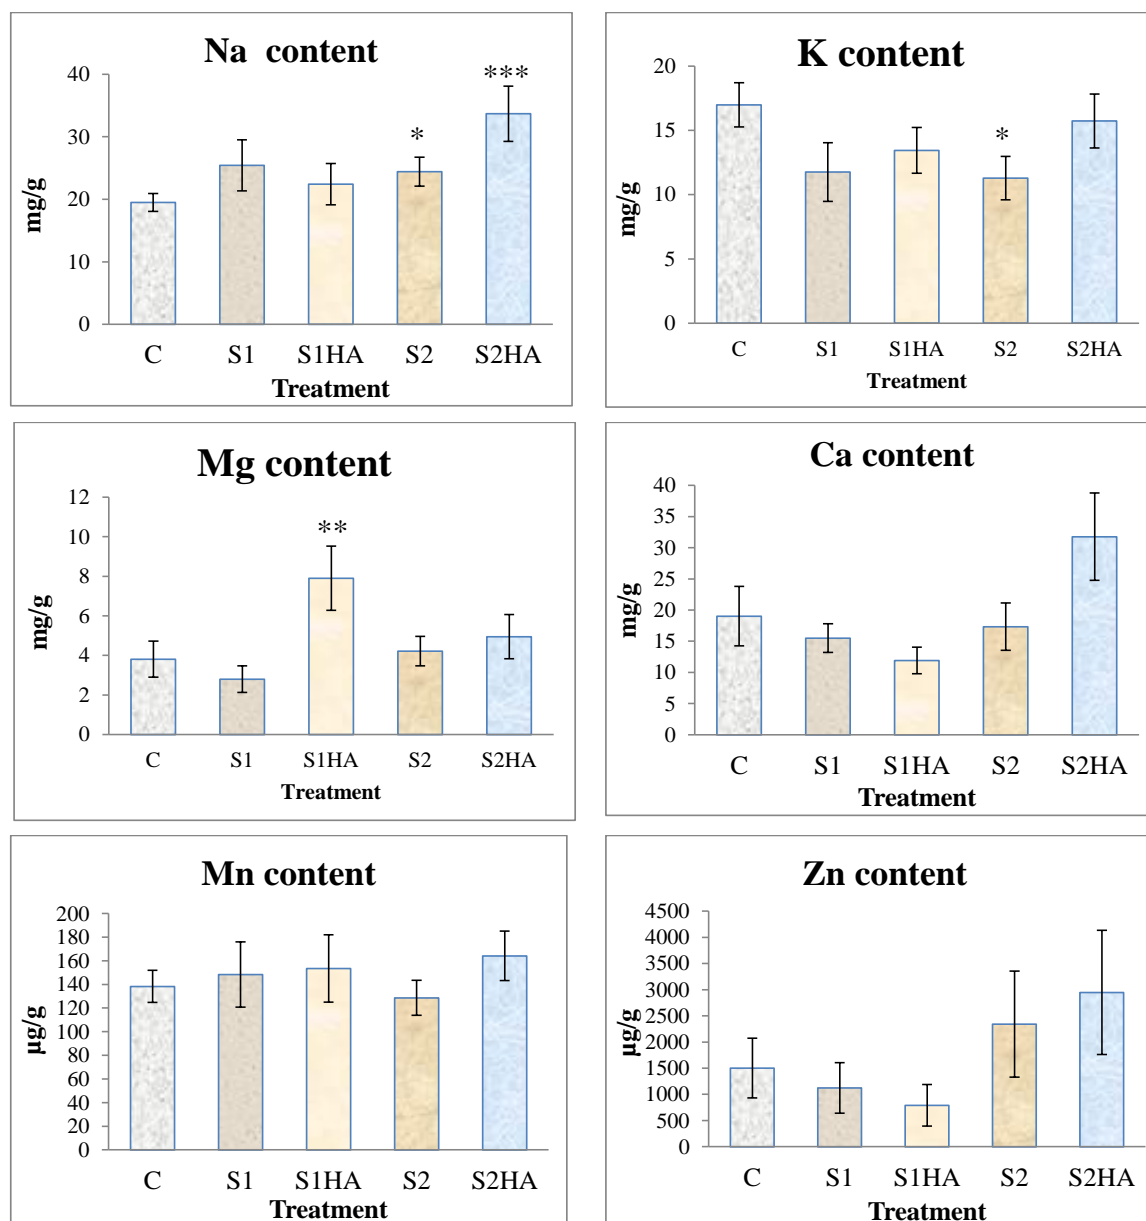 Na content
40
30
20
10
0
mg/g
*
***
C S1 S1HA S2 S2HA
Treatment
K content
20
15
10
5
0
mg/g
*
C S1 S1HA S2 S2HA
Treatment
Mg content
12
10
8
6
4
2
0
mg/g
**
C S1 S1HA S2 S2HA
Treatment
Ca content
40
35
30
25
20
15
10
5
0
mg/g
C S1 S1HA S2 S2HA
Treatment
Mn content
200
180
160
140
120
100
80
60
40
20
0
µg/g
C S1 S1HA S2 S2HA
Treatment
Zn content
4500
4000
3500
3000
2500
2000
1500
1000
500
0
µg/g
C S1 S1HA S2 S2HA
Treatment